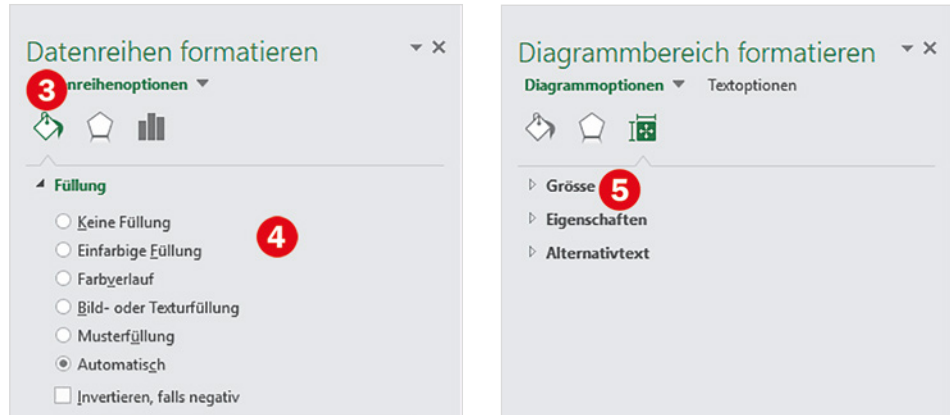 Datenreihen formatieren
3 nreihenoptionen
Füllung
Keine Füllung
Einfarbige Füllung
4
Farbverlauf
Bild- oder Texturfüllung
Musterfüllung
Automatisch
Invertieren, falls negativ
Diagrammbereich formatieren
Diagrammoptionen Textoptionen
Grösse 5
Eigenschaften
Alternativtext